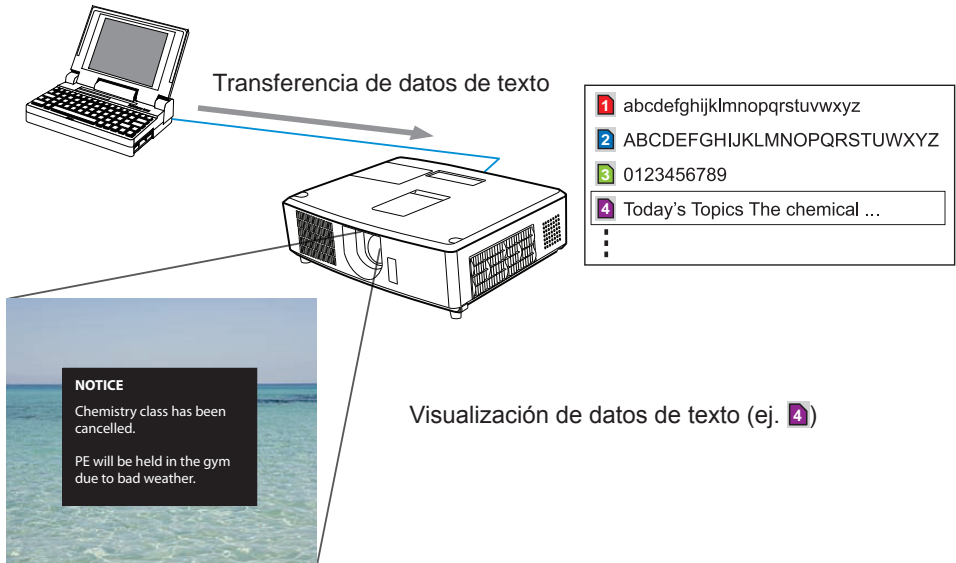 Transferencia de datos de texto
1 abcdefghijklmnopqrstuvwxyz
2 ABCDEFGHIJKLMNOPQRSTUWXYZ
3 0123456789
4 Today's Topics The chemical ...
NOTICE
Chemistry class has been
cancelled.
PE will be held in the gym
due to bad weather.
Visualización de datos de texto (ej. 4)